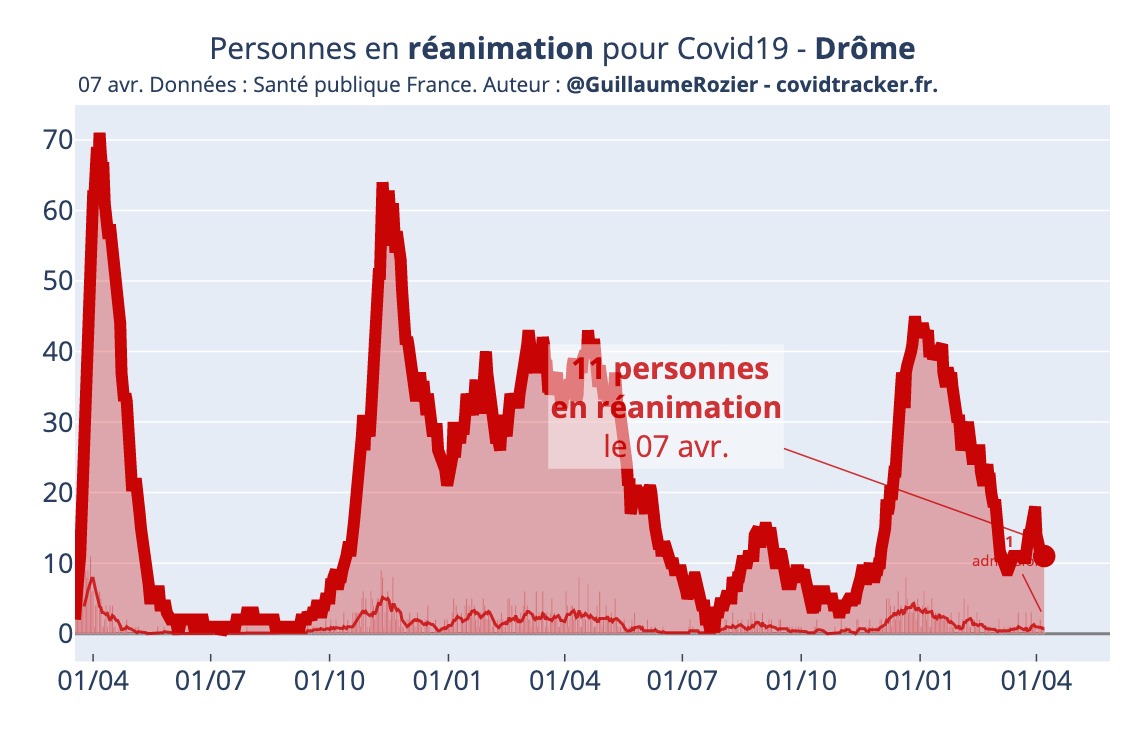 Personnes en réanimation pour Covid19 - Drôme
07 avr. Données : Santé publique France. Auteur : @GuillaumeRozier - covidtracker.fr.
70
60
50
40
30
20
10
0
11 personnes
en réanimation
le 07 avr.
1
01/04 01/07 01/10 01/01 01/04 01/07 01/10 01/01 01/04